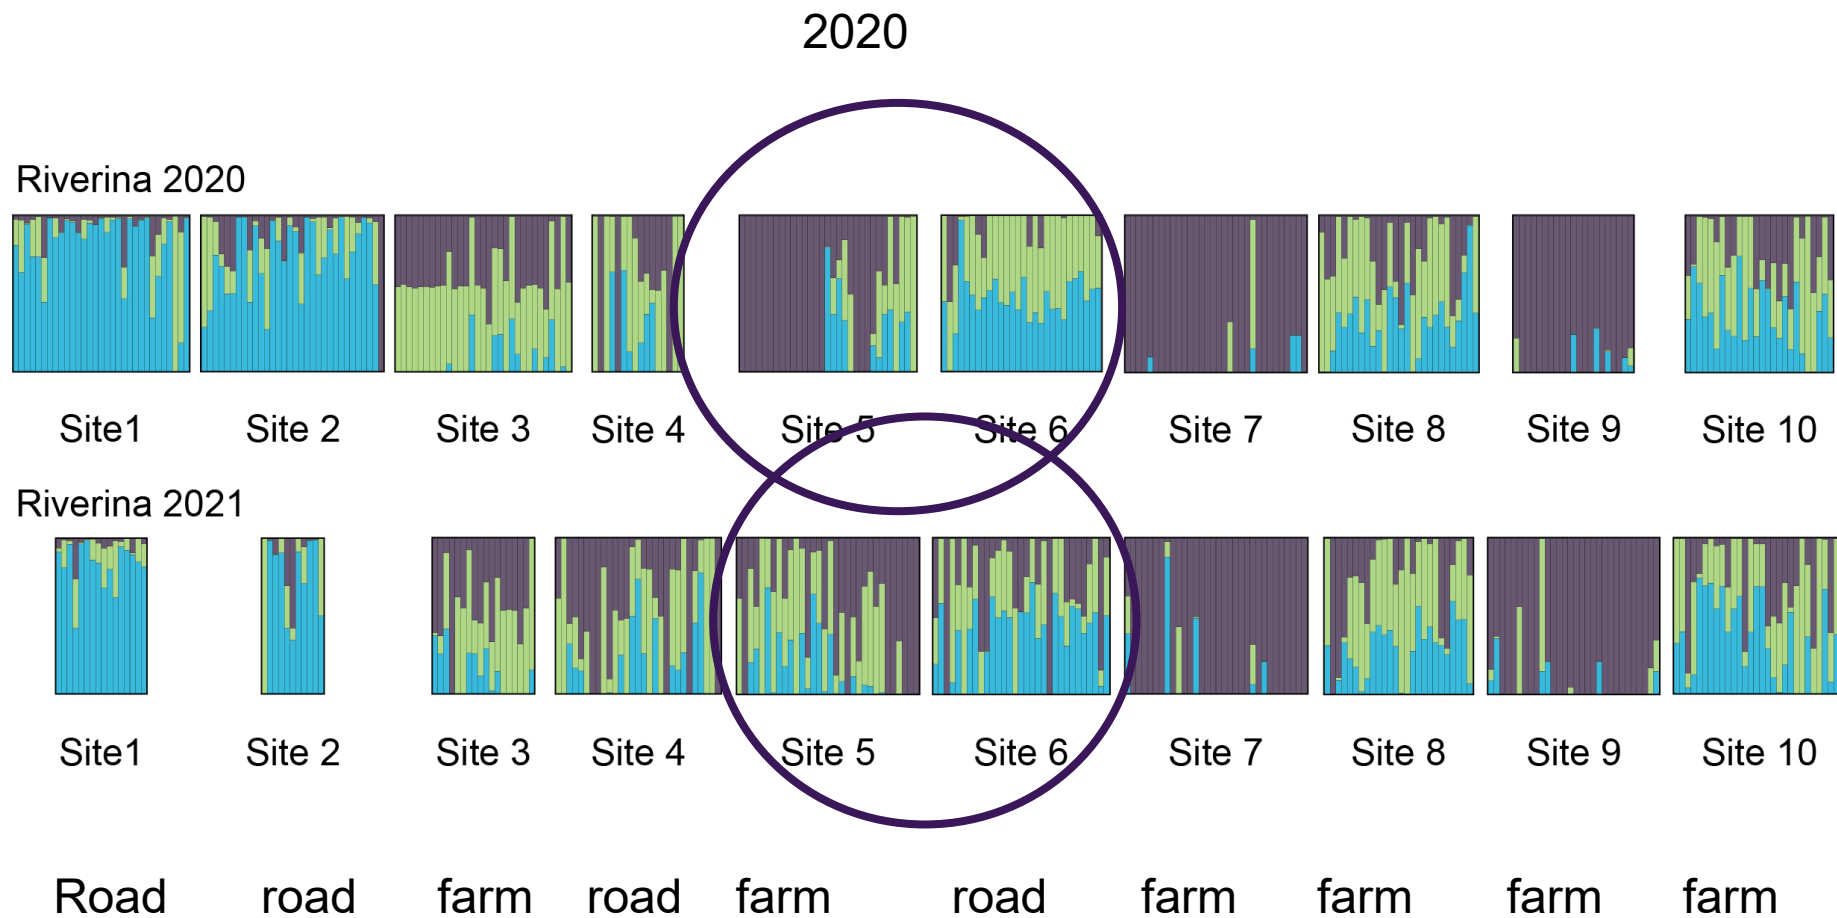 2020
Riverina 2020
Site1 Site 2 Site 3 Site 4 Site 5 Site 6 Site 7 Site 8 Site 9 Site 10
Riverina 2021
Site1 Site 2 Site 3 Site 4 Site 5 Site 6 Site 7 Site 8 Site 9 Site 10
Road road farm road farm road farm farm farm farm